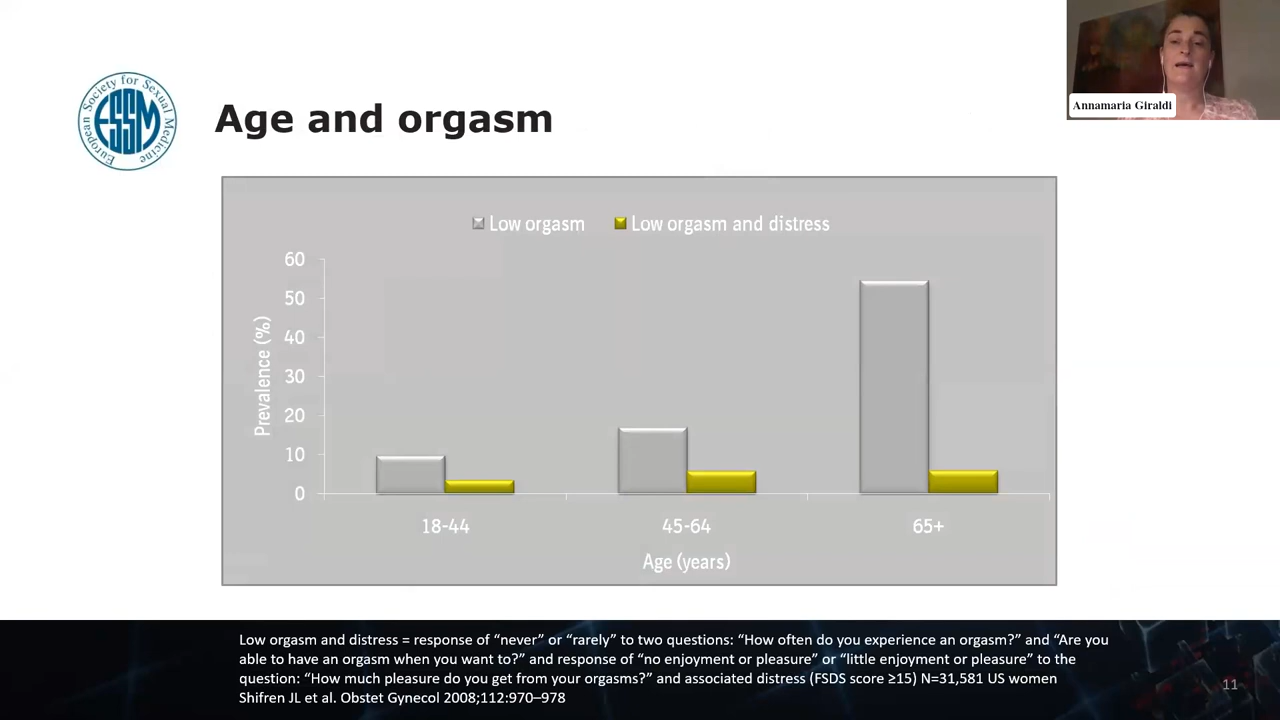 Annamaria Giraldi
European Society for Sexual Medicine
ESSM
Age and orgasm
Low orgasm
Low orgasm and distress
Prevalence (%)
60
50
40
30
20
10
0
18-44
45-64
65+
Age (years)
Low orgasm and distress = response of “never” or “rarely” to two questions: “How often do you experience an orgasm?” and “Are you
able to have an orgasm when you want to?” and response of “no enjoyment or pleasure” or “little enjoyment or pleasure” to the
question: “How much pleasure do you get from your orgasms?” and associated distress (FSDS score ≥15) N=31,581 US women
Shifren JL et al. Obstet Gynecol 2008;112:970–978
11